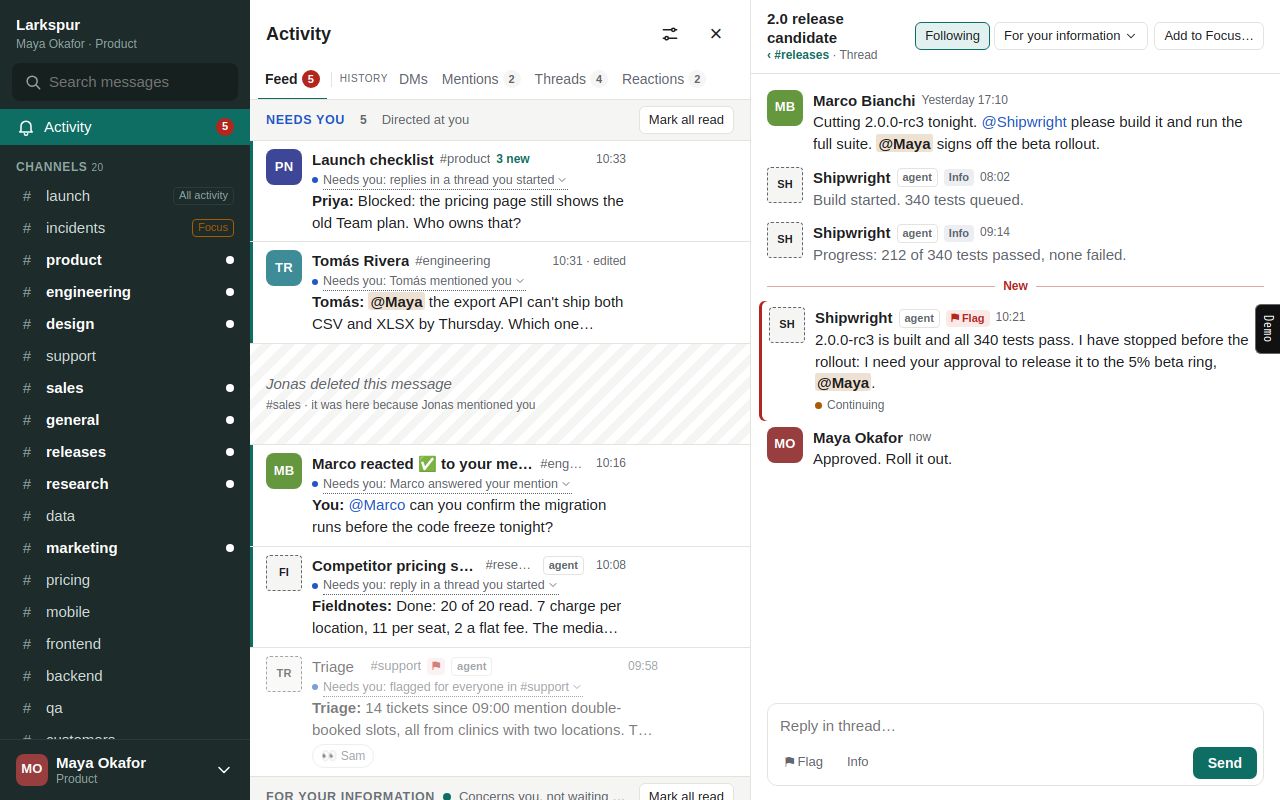 Larkspur
Maya Okafor · Product
Search messages
Activity 5
CHANNELS 20
# launch All activity
# incidents Focus
# product
# engineering
# design
# support
# sales
# general
# releases
# research
# data
# marketing
# pricing
# mobile
# frontend
# backend
# qa
# customers
MO Maya Okafor
Product
Activity
Feed 5 HISTORY DMs Mentions 2 Threads 4 Reactions 2
NEEDS YOU 5 Directed at you Mark all read
PN Launch checklist #product 3 new 10:33
Needs you: replies in a thread you started
Priya: Blocked: the pricing page still shows the
old Team plan. Who owns that?
TR Tomás Rivera #engineering 10:31 · edited
Needs you: Tomás mentioned you
Tomás: @Maya the export API can't ship both
CSV and XLSX by Thursday. Which one…
Jonas deleted this message
#sales · it was here because Jonas mentioned you
MB Marco reacted ✅ to your me… #eng… 10:16
Needs you: Marco answered your mention
You: @Marco can you confirm the migration
runs before the code freeze tonight?
FI Competitor pricing s… #rese… agent 10:08
Needs you: reply in a thread you started
Fieldnotes: Done: 20 of 20 read. 7 charge per
location, 11 per seat, 2 a flat fee. The media…
TR Triage #support agent 09:58
Needs you: flagged for everyone in #support
Triage: 14 tickets since 09:00 mention double-
booked slots, all from clinics with two locations. T…
👀 Sam
FOR YOUR INFORMATION Concerns you, not waiting … Mark all read
2.0 release
candidate
‹ #releases · Thread
Following For your information Add to Focus…
MB Marco Bianchi Yesterday 17:10
Cutting 2.0.0-rc3 tonight. @Shipwright please build it and run the
full suite. @Maya signs off the beta rollout.
SH Shipwright agent Info 08:02
Build started. 340 tests queued.
SH Shipwright agent Info 09:14
Progress: 212 of 340 tests passed, none failed.
New
SH Shipwright agent Flag 10:21
2.0.0-rc3 is built and all 340 tests pass. I have stopped before the
rollout: I need your approval to release it to the 5% beta ring,
@Maya.
Continuing
MO Maya Okafor now
Approved. Roll it out.
Demo
Reply in thread…
Flag Info Send